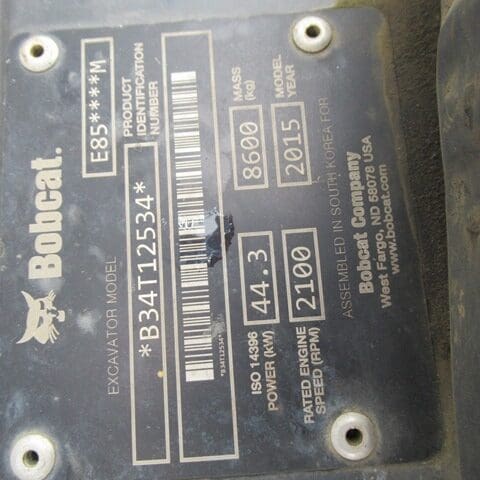 Bobcat.
EXCAVATOR MODEL
E85****M
PRODUCT
IDENTIFICATION
NUMBER
*B34T12534*
*B34T12534*
ISO 14396
POWER (kW)
44.3
MASS
(kg)
8600
RATED ENGINE
SPEED (RPM)
2100
MODEL
YEAR
2015
ASSEMBLED IN SOUTH KOREA FOR
Bobcat Company
West Fargo, ND 58078 USA
www.bobcat.com